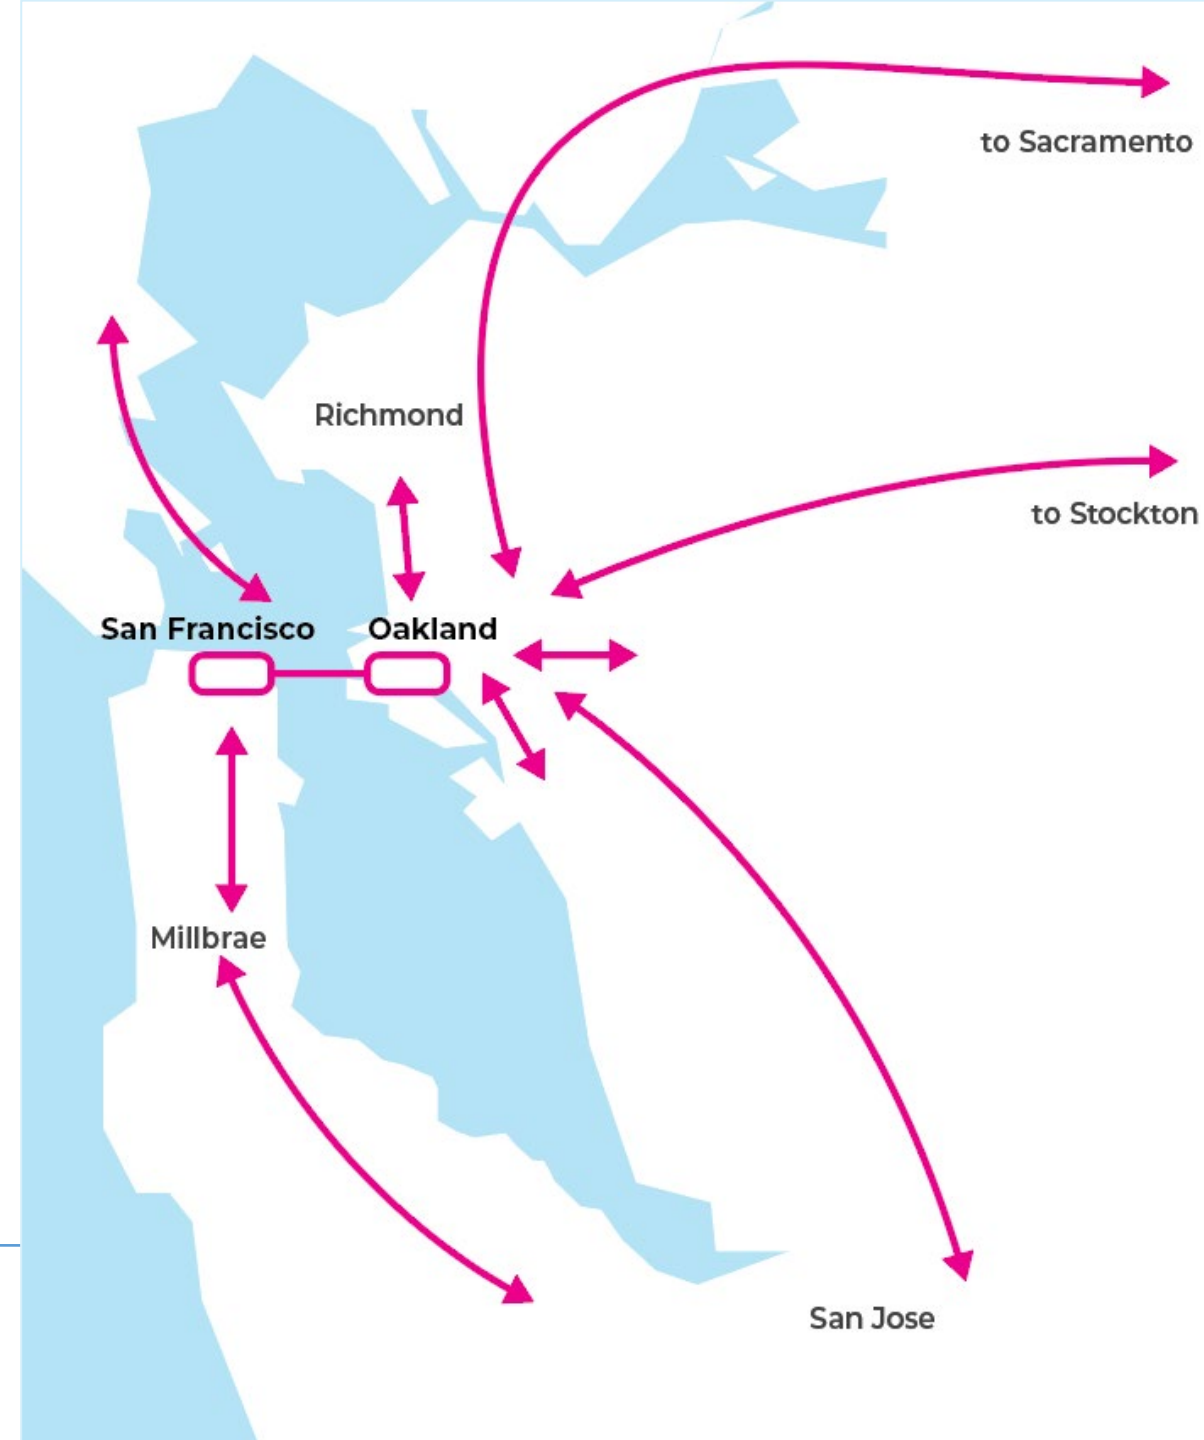 to Sacramento
Richmond
to Stockton
San Francisco
Oakland
Millbrae
San Jose